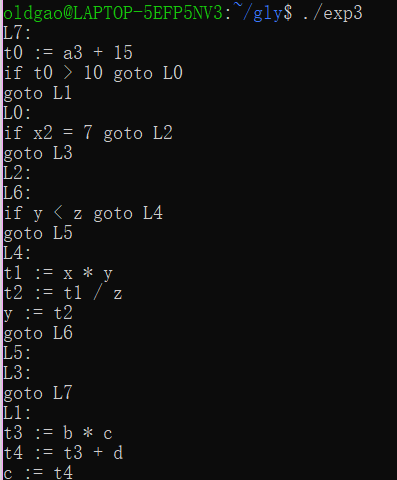 oldgao@LAPTOP-5EFP5NV3:~/gly$ ./exp3
L7:
t0 := a3 + 15
if t0 > 10 goto L0
goto L1
L0:
if x2 = 7 goto L2
goto L3
L2:
L6:
if y < z goto L4
goto L5
L4:
t1 := x * y
t2 := t1 / z
y := t2
goto L6
L5:
L3:
goto L7
L1:
t3 := b * c
t4 := t3 + d
c := t4